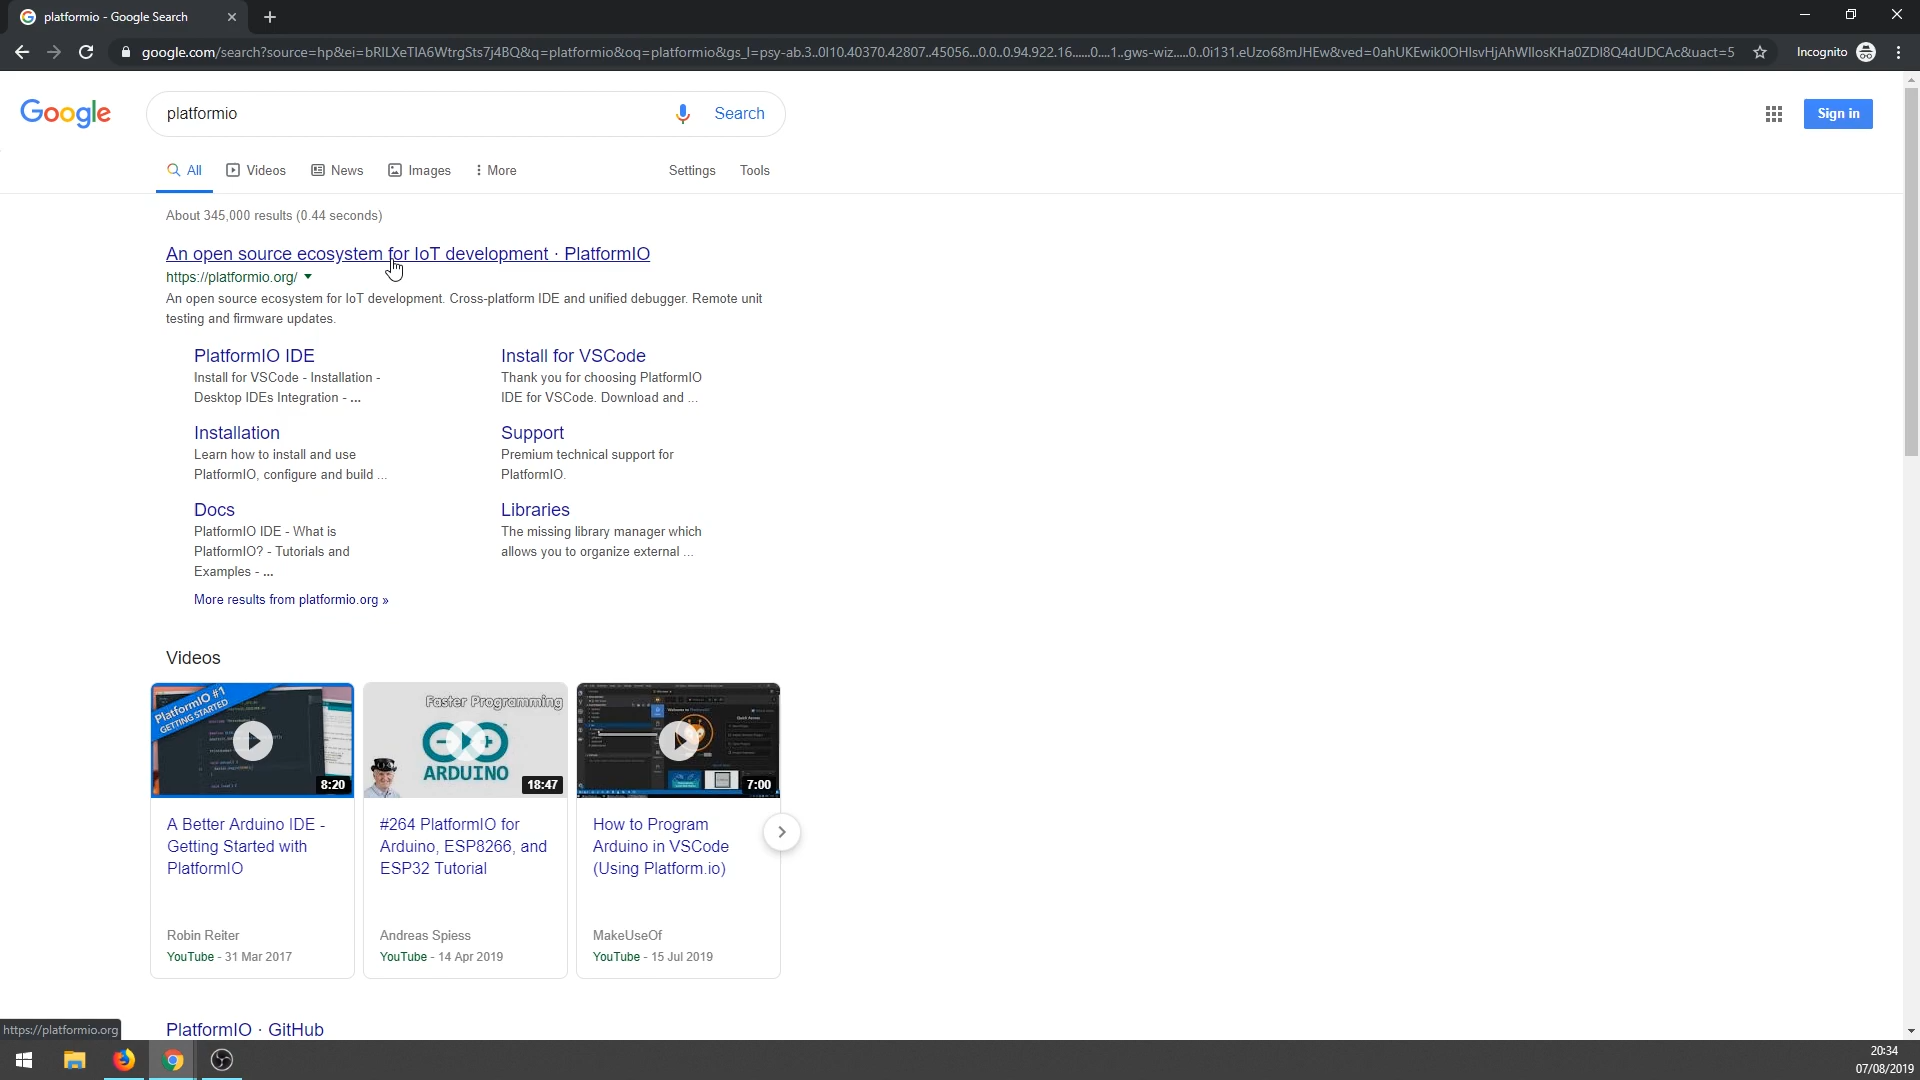 platformio - Google Search
google.com/search?source=hp&ei=bRILXeTIA6WtrgSts7j4BQ&q=platformio&oq=platformio&gs_l=psy-ab.3..0l10.40370.42807..45056...0.0..0.94.922.16......0....1..gws-wiz.....0..0i131.eUzo68mJHEw&ved=0ahUKEwik0OHIsvHjAhWIlosKHa0ZDI8Q4dUDCAc&uact=5
Incognito
Google
platformio
Search
Sign in
All
Videos
News
Images
More
Settings
Tools
About 345,000 results (0.44 seconds)
An open source ecosystem for IoT development · PlatformIO
https://platformio.org/
An open source ecosystem for IoT development. Cross-platform IDE and unified debugger. Remote unit
testing and firmware updates.
PlatformIO IDE
Install for VSCode - Installation -
Desktop IDEs Integration - ...
Install for VSCode
Thank you for choosing PlatformIO
IDE for VSCode. Download and ...
Installation
Learn how to install and use
PlatformIO, configure and build ...
Support
Premium technical support for
PlatformIO.
Docs
PlatformIO IDE - What is
PlatformIO? - Tutorials and
Examples - ...
Libraries
The missing library manager which
allows you to organize external ...
More results from platformio.org »
Videos
PlatformIO #1
GETTING STARTED
8:20
Faster Programming
ARDUINO
18:47
7:00
A Better Arduino IDE -
Getting Started with
PlatformIO
Robin Reiter
YouTube - 31 Mar 2017
#264 PlatformIO for
Arduino, ESP8266, and
ESP32 Tutorial
Andreas Spiess
YouTube - 14 Apr 2019
How to Program
Arduino in VSCode
(Using Platform.io)
MakeUseOf
YouTube - 15 Jul 2019
PlatformIO · GitHub
https://platformio.org
20:34
07/08/2019